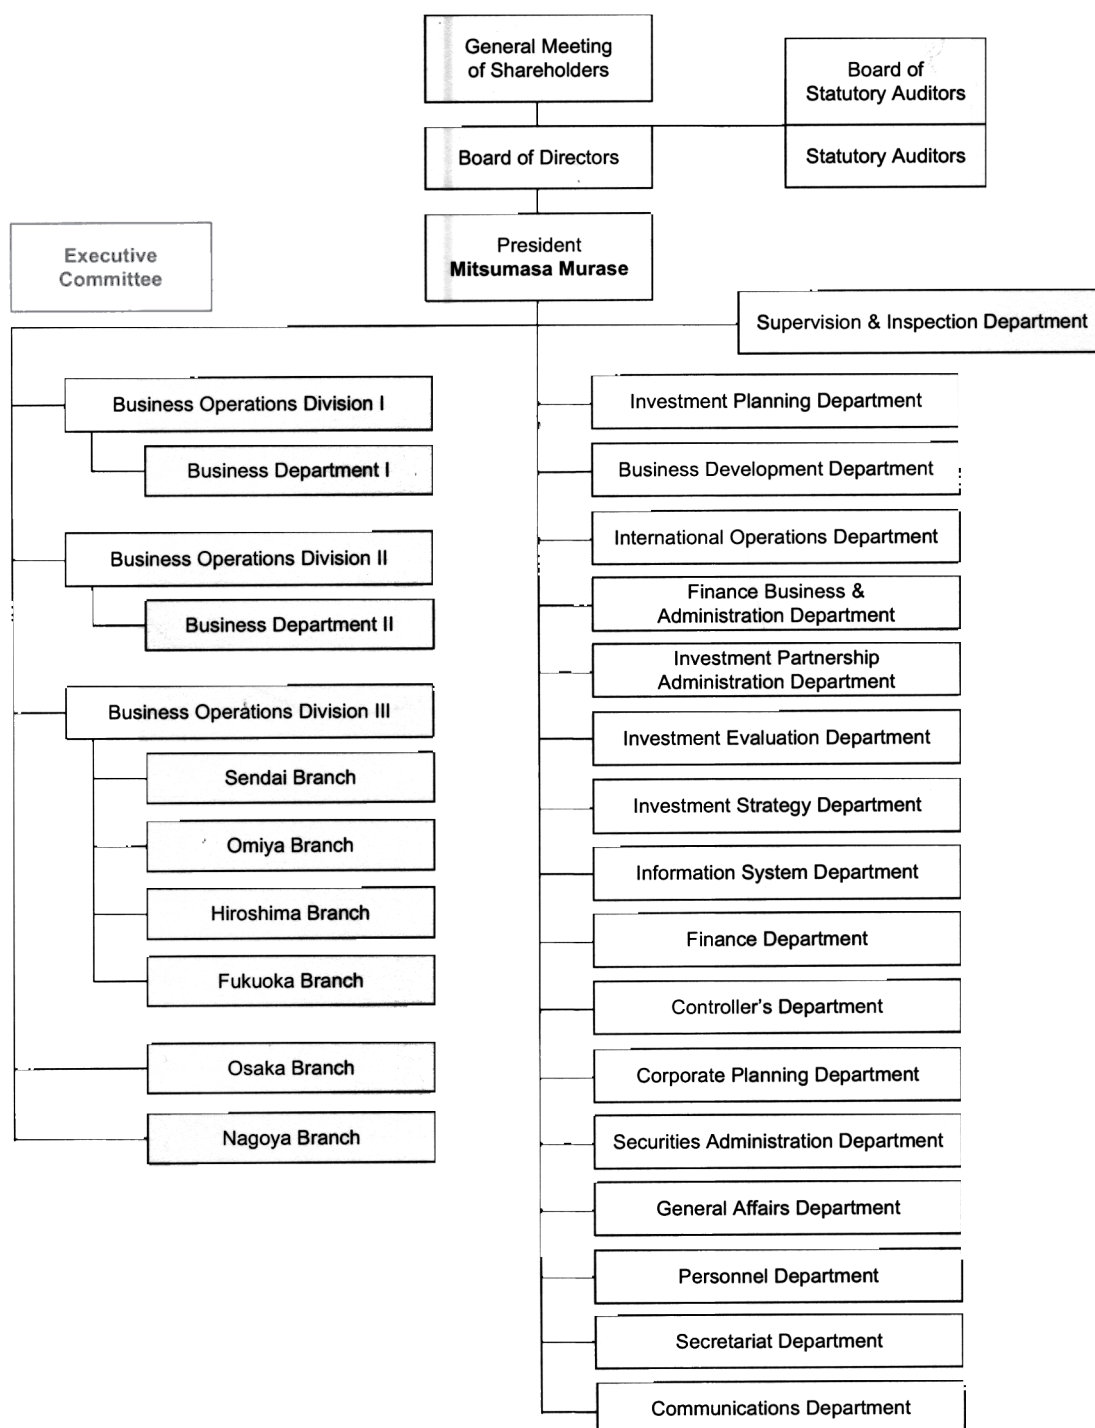 General Meeting
of Shareholders
Board of
Statutory Auditors
Board of Directors
Statutory Auditors
President
Mitsumasa Murase
Executive
Committee
Supervision & Inspection Department
Business Operations Division I
Business Department I
Business Operations Division II
Business Department II
Business Operations Division III
Sendai Branch
Omiya Branch
Hiroshima Branch
Fukuoka Branch
Osaka Branch
Nagoya Branch
Investment Planning Department
Business Development Department
International Operations Department
Finance Business &
Administration Department
Investment Partnership
Administration Department
Investment Evaluation Department
Investment Strategy Department
Information System Department
Finance Department
Controller's Department
Corporate Planning Department
Securities Administration Department
General Affairs Department
Personnel Department
Secretariat Department
Communications Department